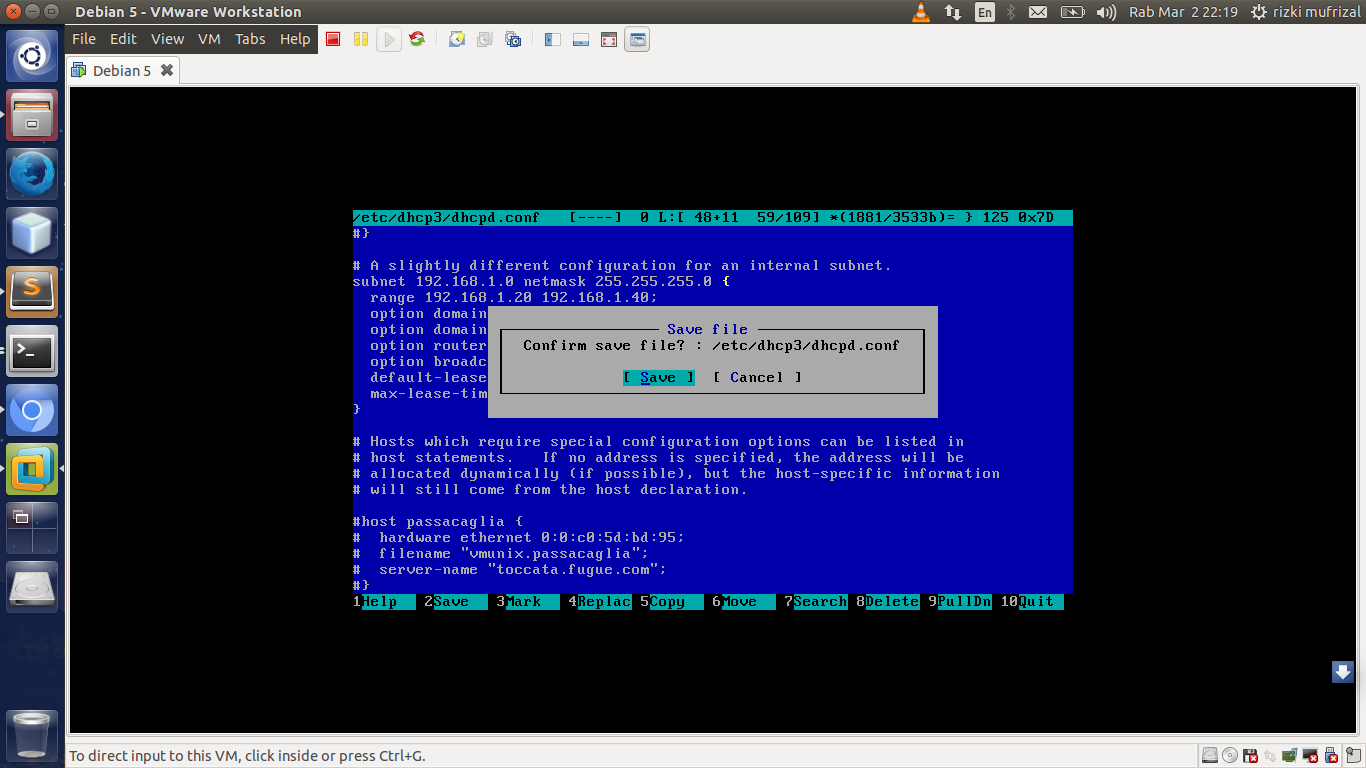 Debian 5 - VMware Workstation
En
Rab Mar 2 22:19
rizki mufrizal
File Edit View VM Tabs Help
Debian 5
/etc/dhcp3/dhcpd.conf [----] 0 L:[ 48+11 59/109] *(1881/3533b)= } 125 0x7D
#}
# A slightly different configuration for an internal subnet.
subnet 192.168.1.0 netmask 255.255.255.0 {
range 192.168.1.20 192.168.1.40;
option domain
option domain
option router
option broadc
default-lease
max-lease-tim
}
Save file
Confirm save file? : /etc/dhcp3/dhcpd.conf
[ Save ] [ Cancel ]
# Hosts which require special configuration options can be listed in
# host statements. If no address is specified, the address will be
# allocated dynamically (if possible), but the host-specific information
# will still come from the host declaration.
#host passacaglia {
# hardware ethernet 0:0:c0:5d:bd:95;
# filename "vmunix.passacaglia";
# server-name "toccata.fugue.com";
#}
1Help 2Save 3Mark 4Replac 5Copy 6Move 7Search 8Delete 9PullDn 10Quit
To direct input to this VM, click inside or press Ctrl+G.